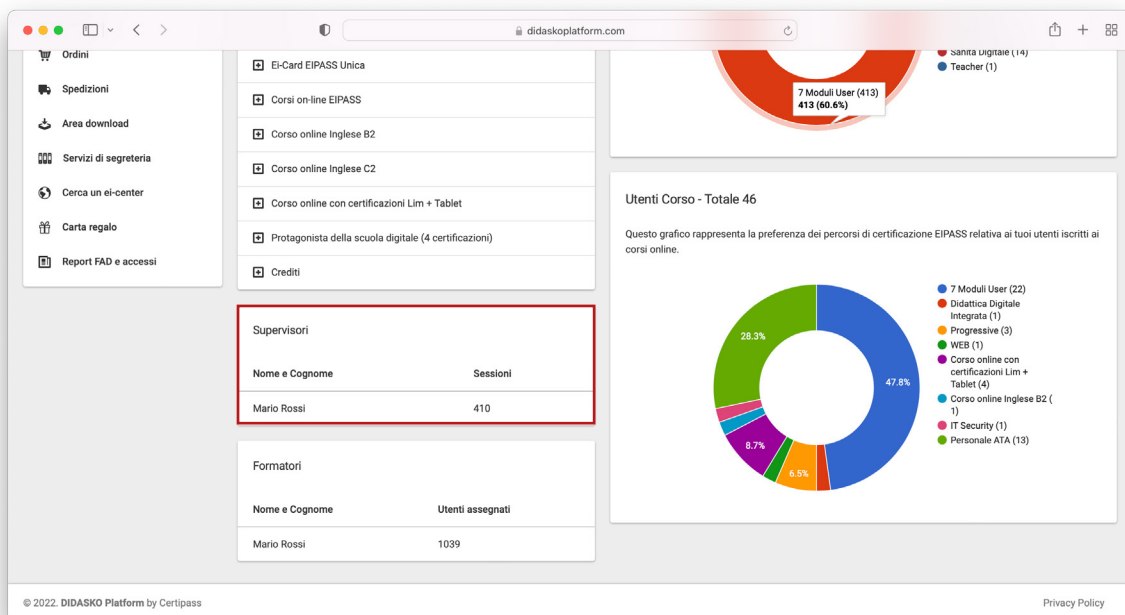 didaskoplatform.com
Ordini
Spedizioni
Area download
Servizi di segreteria
Cerca un ei-center
Carta regalo
Report FAD e accessi
Ei-Card EIPASS Unica
Corsi on-line EIPASS
Corso online Inglese B2
Corso online Inglese C2
Corso online con certificazioni Lim + Tablet
Protagonista della scuola digitale (4 certificazioni)
Crediti
Supervisori
Nome e Cognome Sessioni
Mario Rossi 410
Formatori
Nome e Cognome Utenti assegnati
Mario Rossi 1039
Sanità Digitale (14)
Teacher (1)
7 Moduli User (413)
413 (60.6%)
Utenti Corso - Totale 46
Questo grafico rappresenta la preferenza dei percorsi di certificazione EIPASS relativa ai tuoi utenti iscritti ai
corsi online.
28.3%
47.8%
8.7%
6.5%
7 Moduli User (22)
Didattica Digitale
Integrata (1)
Progressive (3)
WEB (1)
Corso online con
certificazioni Lim +
Tablet (4)
Corso online Inglese B2 (
1)
IT Security (1)
Personale ATA (13)
© 2022. DIDASKO Platform by Certipass
Privacy Policy